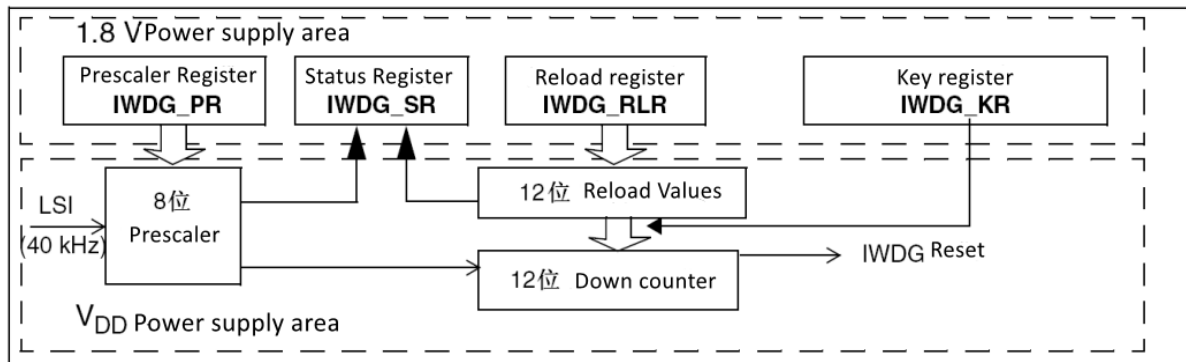 1.8 V Power supply area
Prescaler Register
IWDG_PR
Status Register
IWDG_SR
Reload register
IWDG_RLR
Key register
IWDG_KR
LSI
(40 kHz)
8位
Prescaler
12位 Reload Values
12位 Down counter
IWDG Reset
VDD Power supply area